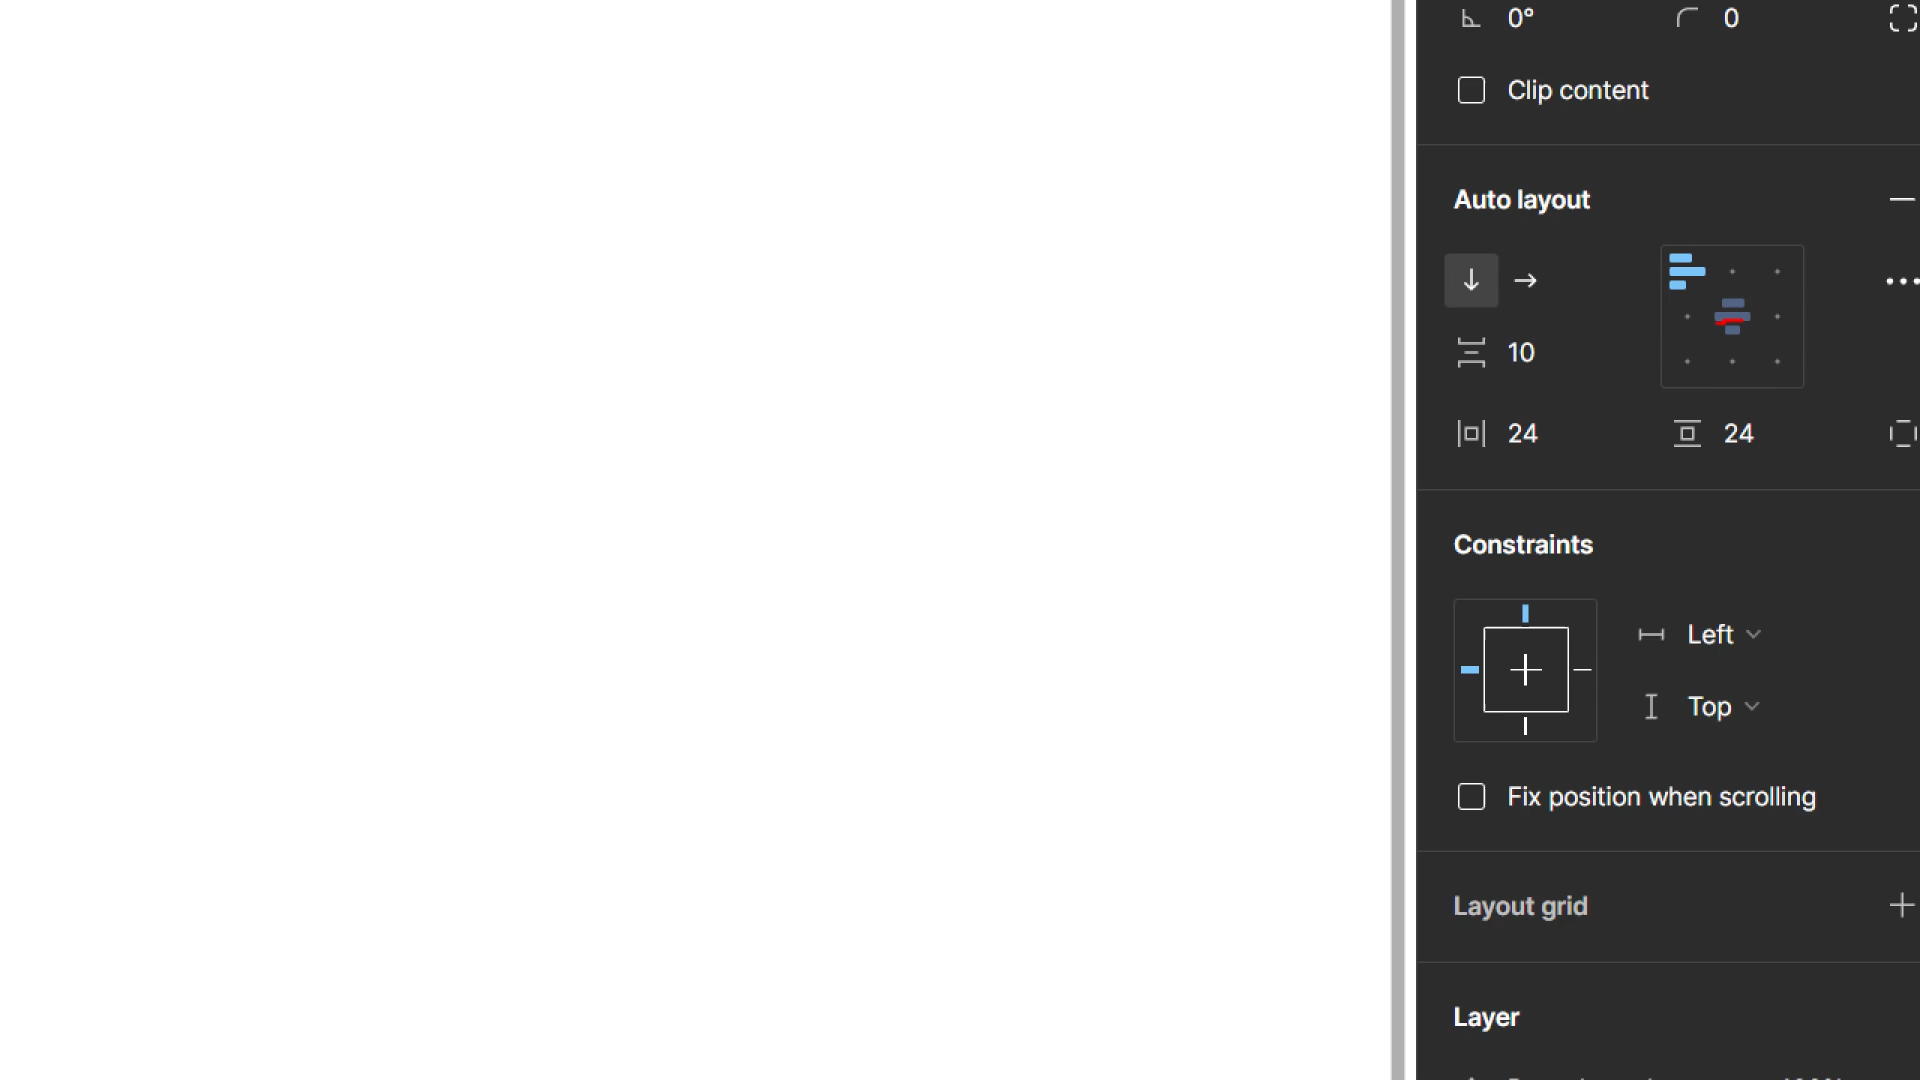 0° 0
Clip content
Auto layout
10
24 24
Constraints
Left
Top
Fix position when scrolling
Layout grid
Layer